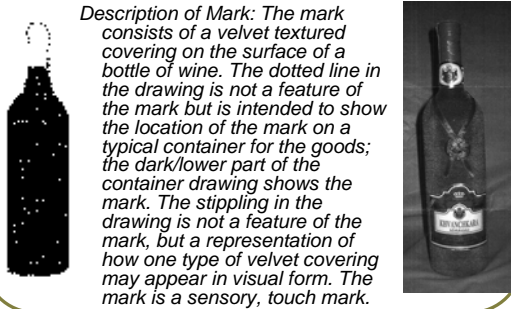 Description of Mark: The mark
consists of a velvet textured
covering on the surface of a
bottle of wine. The dotted line in
the drawing is not a feature of
the mark but is intended to show
the location of the mark on a
typical container for the goods;
the dark/lower part of the
container drawing shows the
mark. The stippling in the
drawing is not a feature of the
mark, but a representation of
how one type of velvet covering
may appear in visual form. The
mark is a sensory, touch mark.
KHVANCHKARA